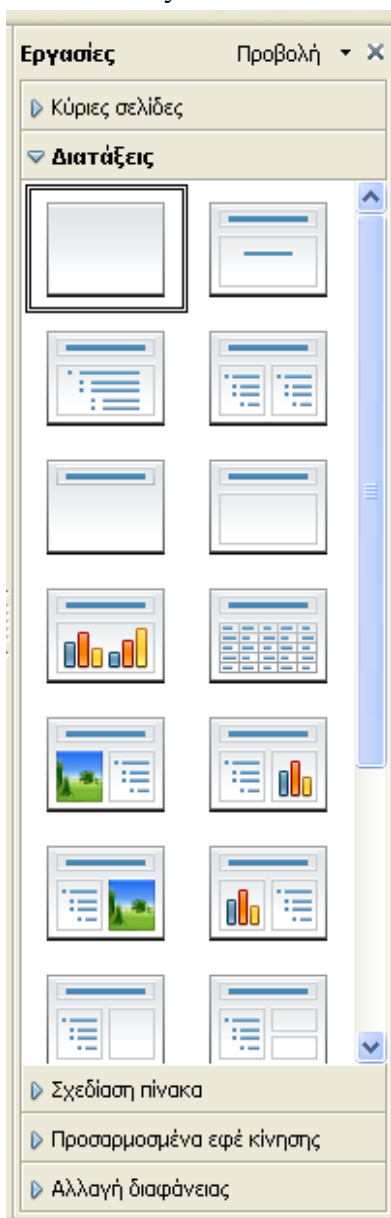 Εργασίες Προβολή
Κύριες σελίδες
Διατάξεις
Σχεδίαση πίνακα
Προσαρμοσμένα εφέ κίνησης
Αλλαγή διαφάνειας